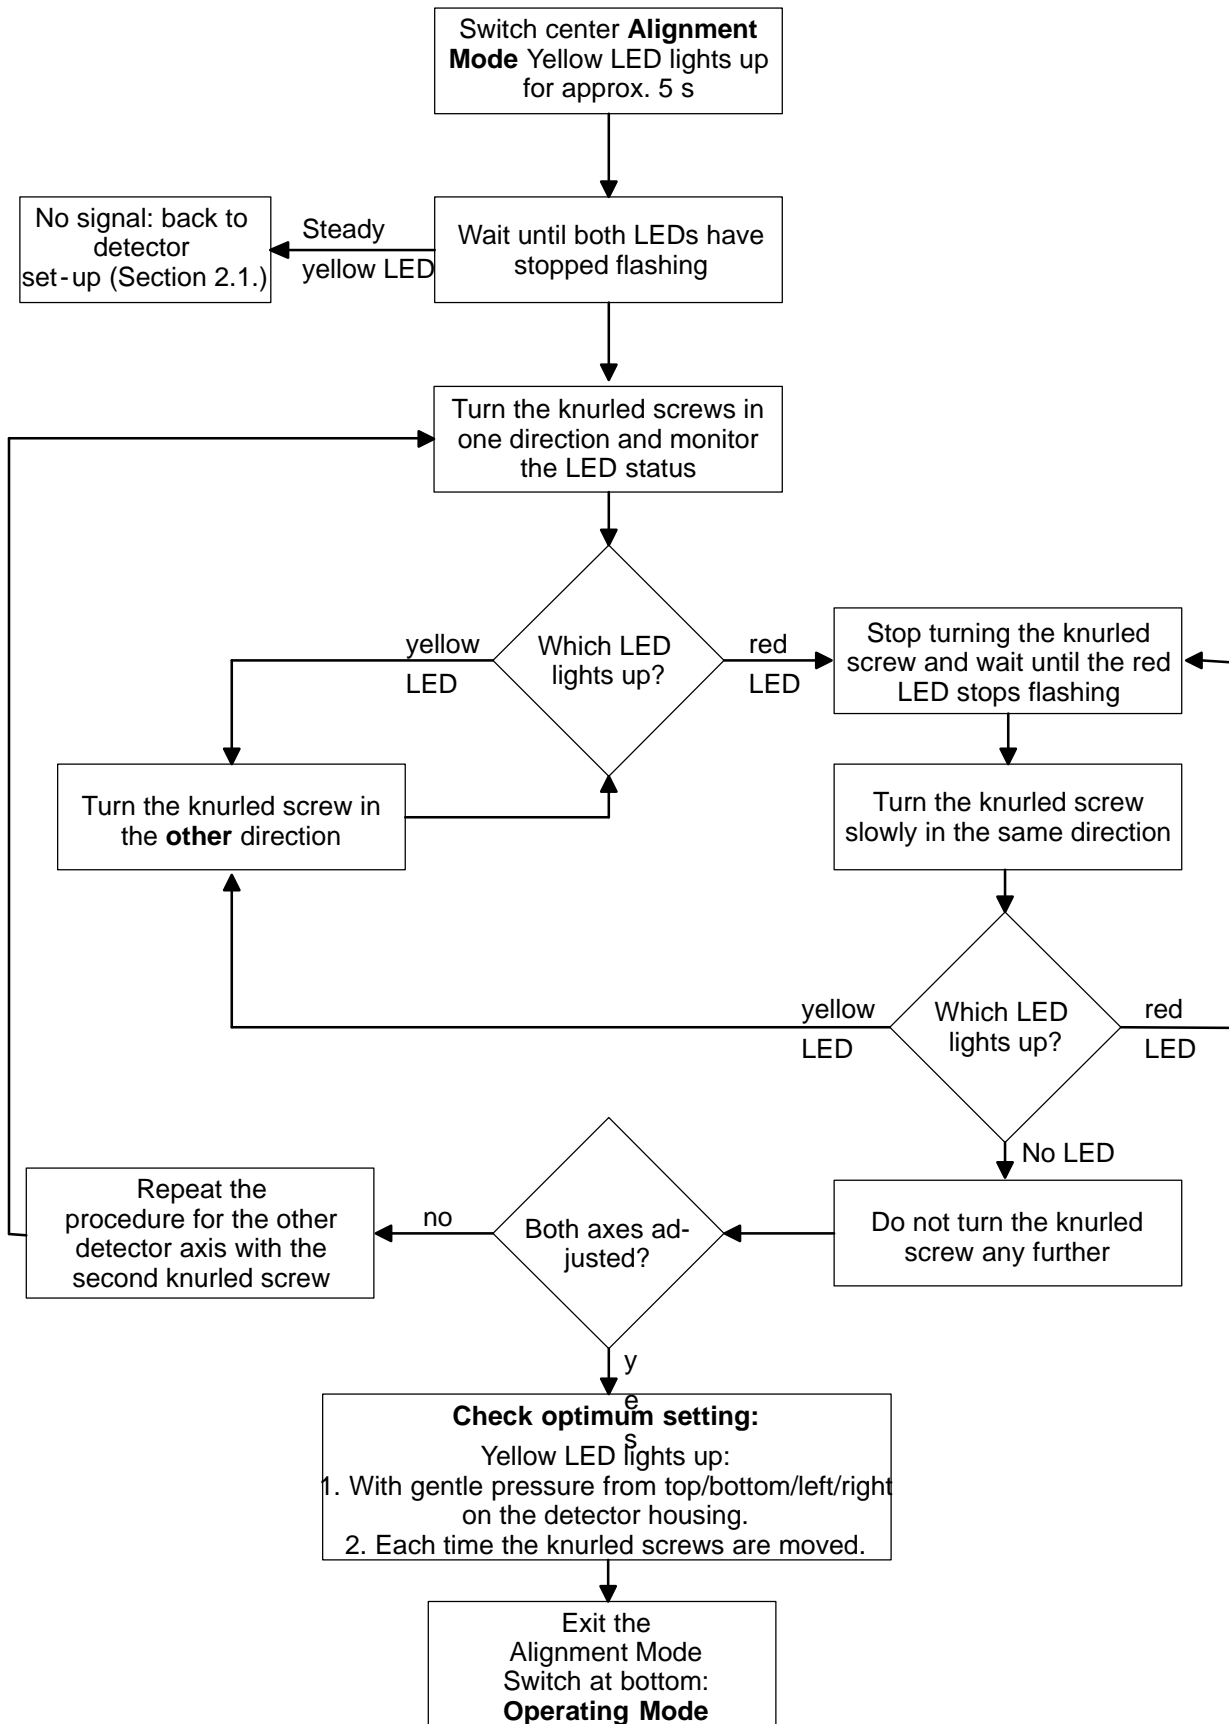 Switch center Alignment
Mode Yellow LED lights up
for approx. 5 s
No signal: back to
detector
set-up (Section 2.1.)
Steady
yellow LED
Wait until both LEDs have
stopped flashing
Turn the knurled screws in
one direction and monitor
the LED status
yellow
LED
Which LED
lights up?
red
LED
Stop turning the knurled
screw and wait until the red
LED stops flashing
Turn the knurled screw in
the other direction
Turn the knurled screw
slowly in the same direction
yellow
LED
Which LED
lights up?
red
LED
No LED
Repeat the
procedure for the other
detector axis with the
second knurled screw
no
Both axes ad-
justed?
Do not turn the knurled
screw any further
y
e
s
Check optimum setting:
Yellow LED lights up:
1. With gentle pressure from top/bottom/left/right
on the detector housing.
2. Each time the knurled screws are moved.
Exit the
Alignment Mode
Switch at bottom:
Operating Mode